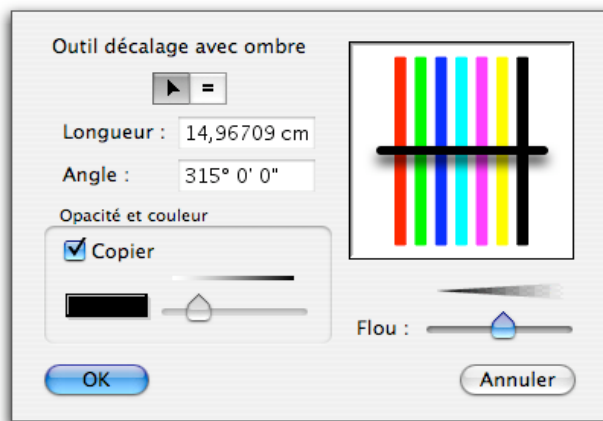 Outil décalage avec ombre
=
Longueur : 14,96709 cm
Angle : 315° 0' 0"
Opacité et couleur
Copier
Flou :
OK
Annuler